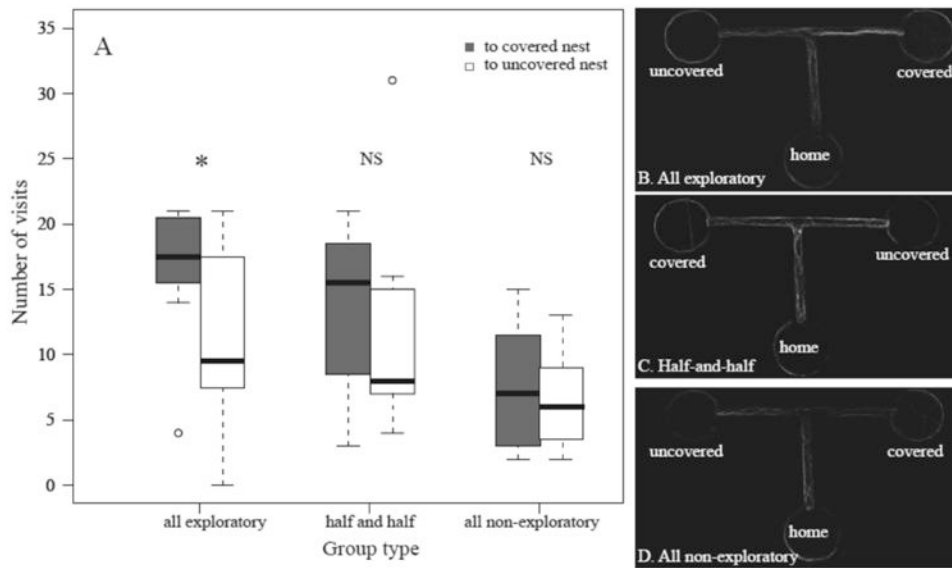 A
to covered nest
to uncovered nest
Number of visits
35
30
25
20
15
10
5
0
*
NS
NS
all exploratory
half and half
all non-exploratory
Group type
uncovered
covered
home
B. All exploratory
covered
uncovered
home
C. Half-and-half
uncovered
covered
home
D. All non-exploratory